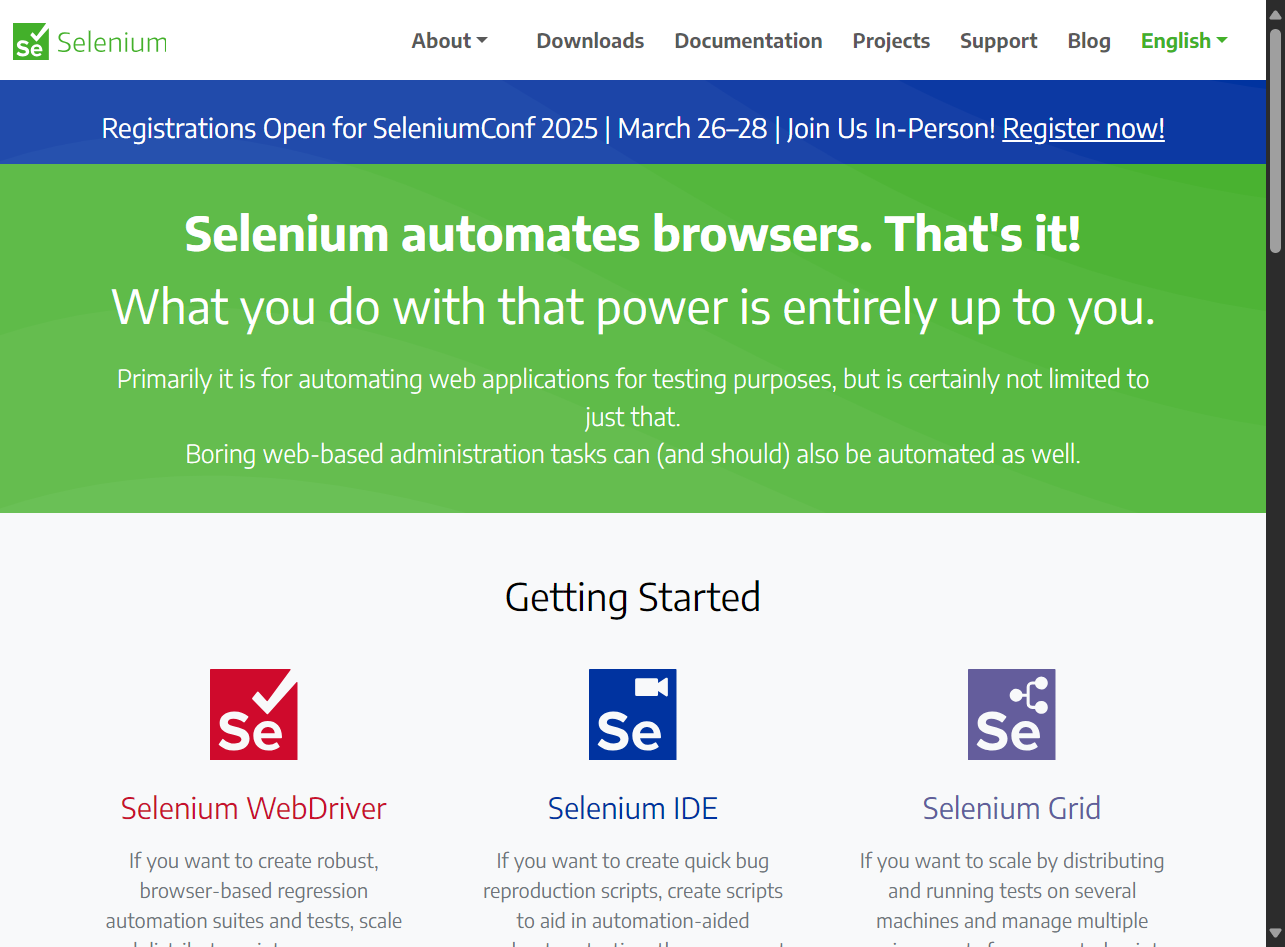 Se Selenium
About Downloads Documentation Projects Support Blog English
Registrations Open for SeleniumConf 2025 | March 26–28 | Join Us In-Person! Register now!
Selenium automates browsers. That's it!
What you do with that power is entirely up to you.
Primarily it is for automating web applications for testing purposes, but is certainly not limited to
just that.
Boring web-based administration tasks can (and should) also be automated as well.
Getting Started
Se
Selenium WebDriver
If you want to create robust,
browser-based regression
automation suites and tests, scale
Se
Selenium IDE
If you want to create quick bug
reproduction scripts, create scripts
to aid in automation-aided
Se
Selenium Grid
If you want to scale by distributing
and running tests on several
machines and manage multiple